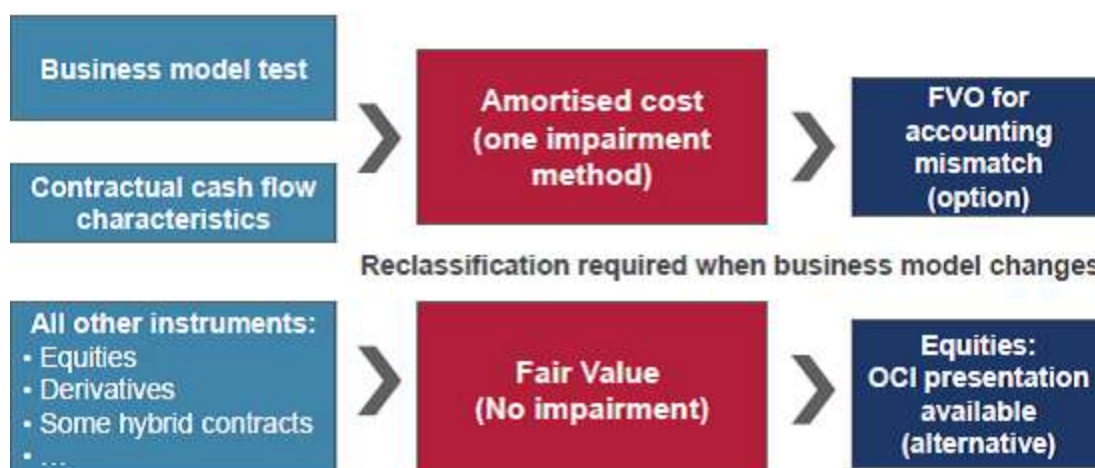 Business model test
Contractual cash flow
characteristics
Amortised cost
(one impairment
method)
FVO for
accounting
mismatch
(option)
Reclassification required when business model changes
All other instruments:
• Equities
• Derivatives
• Some hybrid contracts
• ...
Fair Value
(No impairment)
Equities:
OCI presentation
available
(alternative)